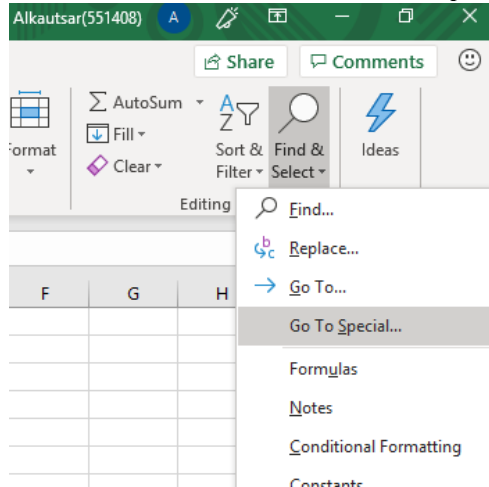 Alkautsar(551408) A
Share Comments
AutoSum
Fill
Clear
Format
Sort &
Filter
Find &
Select
Ideas
Editing
Find...
Replace...
Go To...
Go To Special...
Formulas
Notes
Conditional Formatting
Constants
F G H